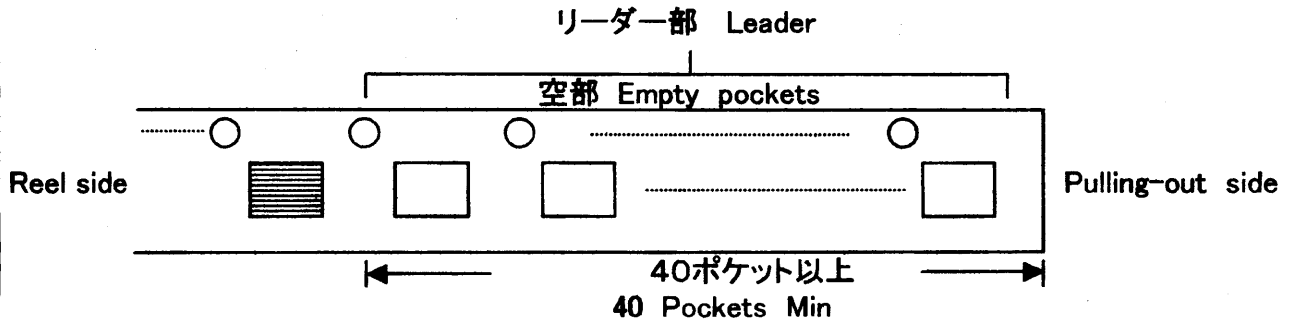 リーダー部 Leader
空部 Empty pockets
Reel side
Pulling-out side
40ポケット以上
40 Pockets Min